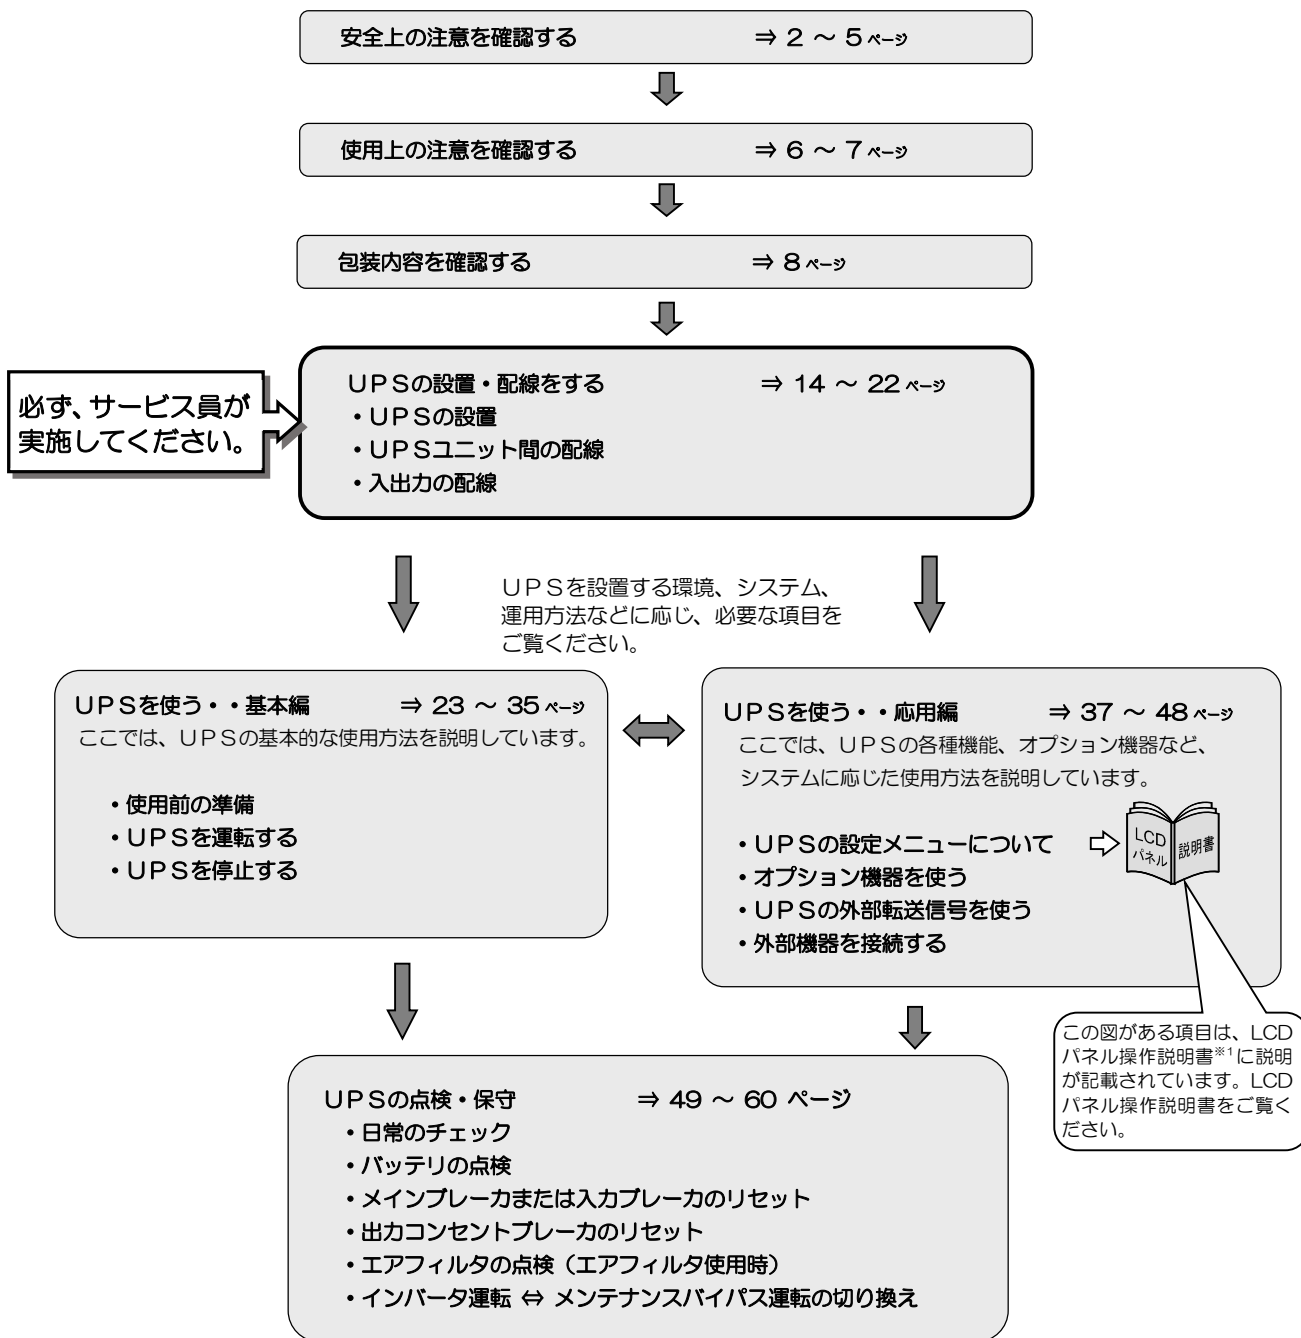 安全上の注意を確認する ⇒ 2 ～ 5 ページ
使用上の注意を確認する ⇒ 6 ～ 7 ページ
包装内容を確認する ⇒ 8 ページ
必ず、サービス員が
実施してください。
ＵＰＳの設置・配線をする ⇒ 14 ～ 22 ページ
・ＵＰＳの設置
・ＵＰＳユニット間の配線
・入出力の配線
ＵＰＳを設置する環境、システム、
運用方法などに応じ、必要な項目を
ご覧ください。
ＵＰＳを使う・・基本編 ⇒ 23 ～ 35 ページ
ここでは、ＵＰＳの基本的な使用方法を説明しています。
・使用前の準備
・ＵＰＳを運転する
・ＵＰＳを停止する
ＵＰＳを使う・・応用編 ⇒ 37 ～ 48 ページ
ここでは、ＵＰＳの各種機能、オプション機器など、
システムに応じた使用方法を説明しています。
・ＵＰＳの設定メニューについて
・オプション機器を使う
・ＵＰＳの外部転送信号を使う
・外部機器を接続する
LCD
パネル
説明書
この図がある項目は、LCD
パネル操作説明書※1に説明
が記載されています。LCD
パネル操作説明書をご覧く
ださい。
ＵＰＳの点検・保守 ⇒ 49 ～ 60 ページ
・日常のチェック
・バッテリの点検
・メインブレーカまたは入力ブレーカのリセット
・出力コンセントブレーカのリセット
・エアフィルタの点検（エアフィルタ使用時）
・インバータ運転 ⇔ メンテナンスバイパス運転の切り換え